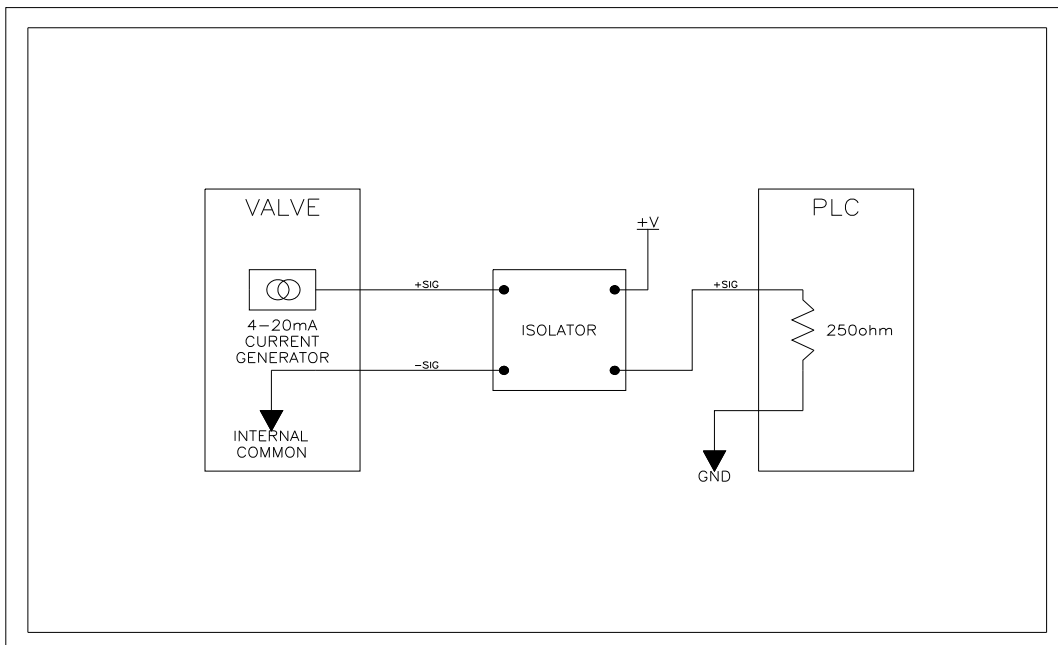 VALVE
PLC
+V
+SIG
+SIG
4-20mA
CURRENT
GENERATOR
ISOLATOR
250ohm
-SIG
INTERNAL
COMMON
GND